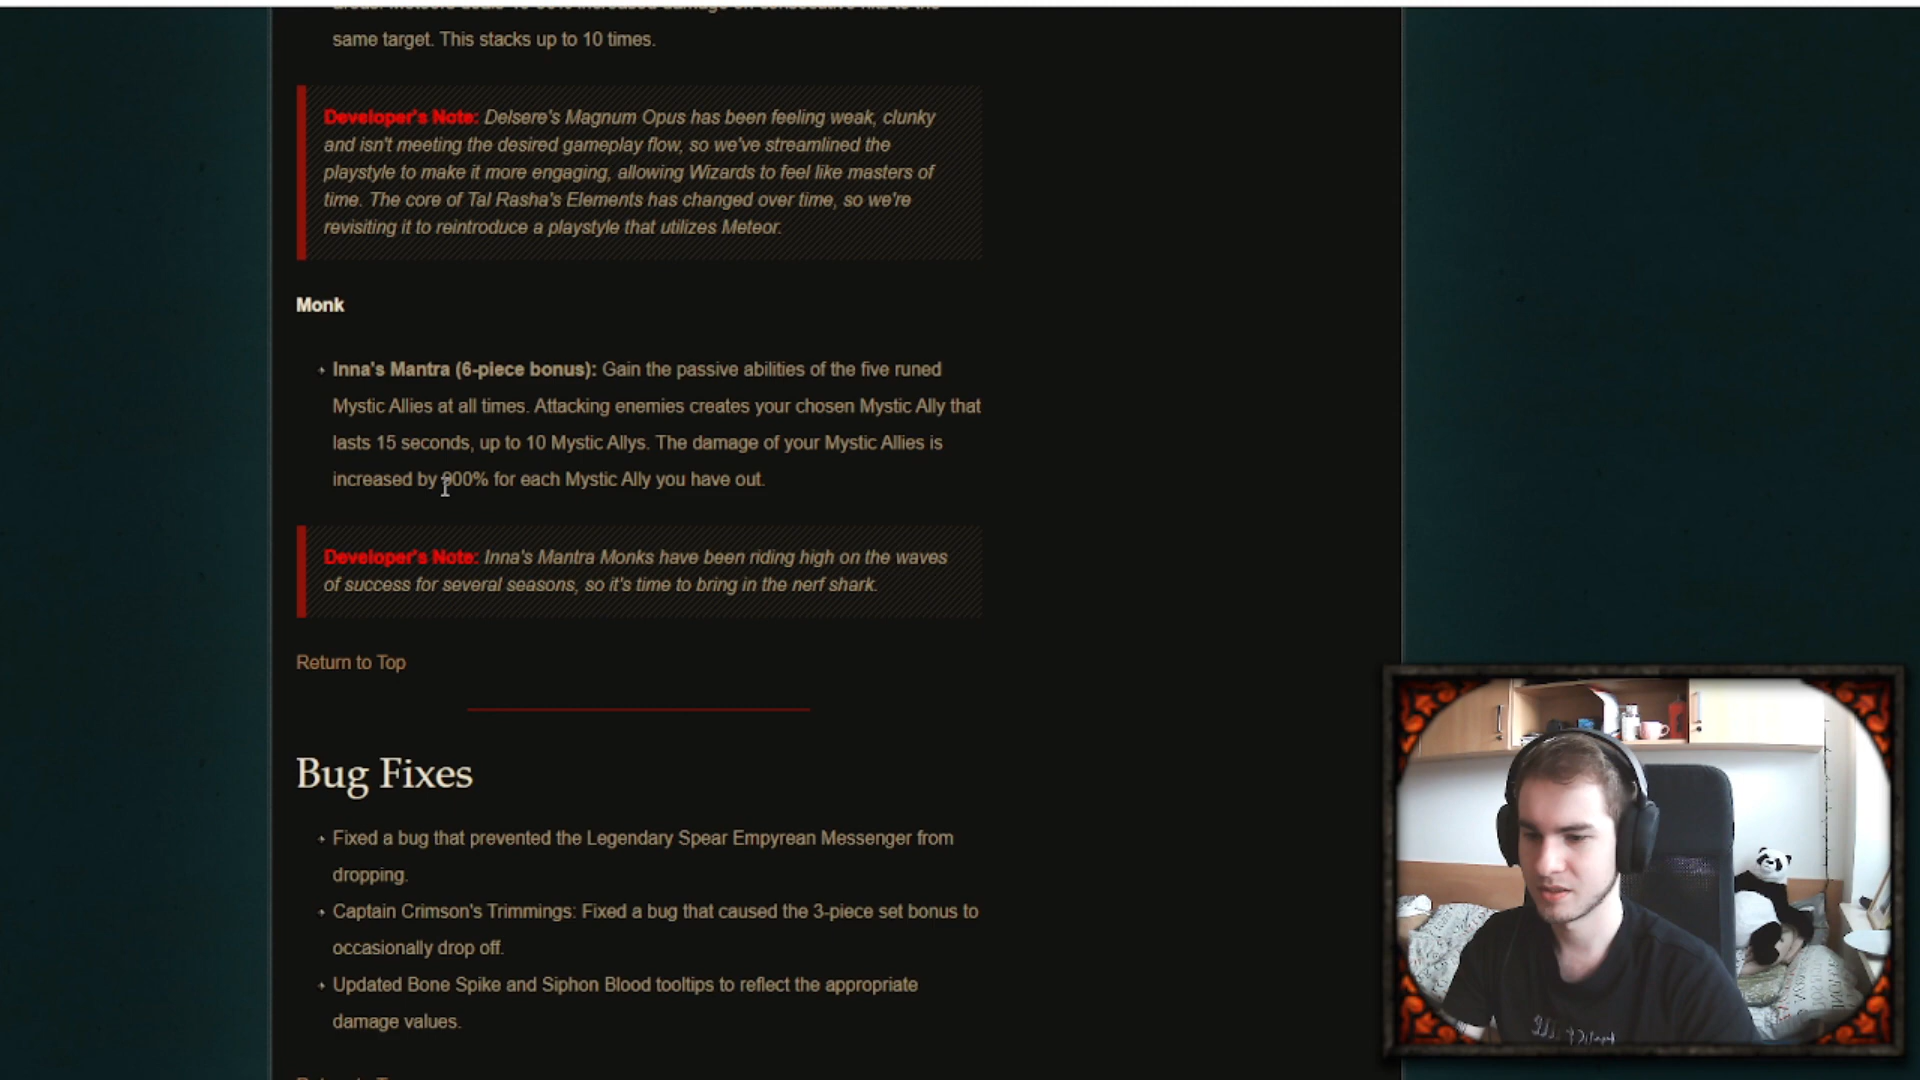 same target. This stacks up to 10 times.
Developer's Note: Delsere's Magnum Opus has been feeling weak, clunky
and isn't meeting the desired gameplay flow, so we've streamlined the
playstyle to make it more engaging, allowing Wizards to feel like masters of
time. The core of Tal Rasha's Elements has changed over time, so we're
revisiting it to reintroduce a playstyle that utilizes Meteor.
Monk
Inna's Mantra (6-piece bonus): Gain the passive abilities of the five runed
Mystic Allies at all times. Attacking enemies creates your chosen Mystic Ally that
lasts 15 seconds, up to 10 Mystic Allys. The damage of your Mystic Allies is
increased by for each Mystic Ally you have out.
Developer's Note: Inna's Mantra Monks have been riding high on the waves
of success for several seasons, so it's time to bring in the nerf shark.
Return to Top
Bug Fixes
Fixed a bug that prevented the Legendary Spear Empyrean Messenger from
dropping.
Captain Crimson's Trimmings: Fixed a bug that caused the 3-piece set bonus to
occasionally drop off.
Updated Bone Spike and Siphon Blood tooltips to reflect the appropriate
damage values.